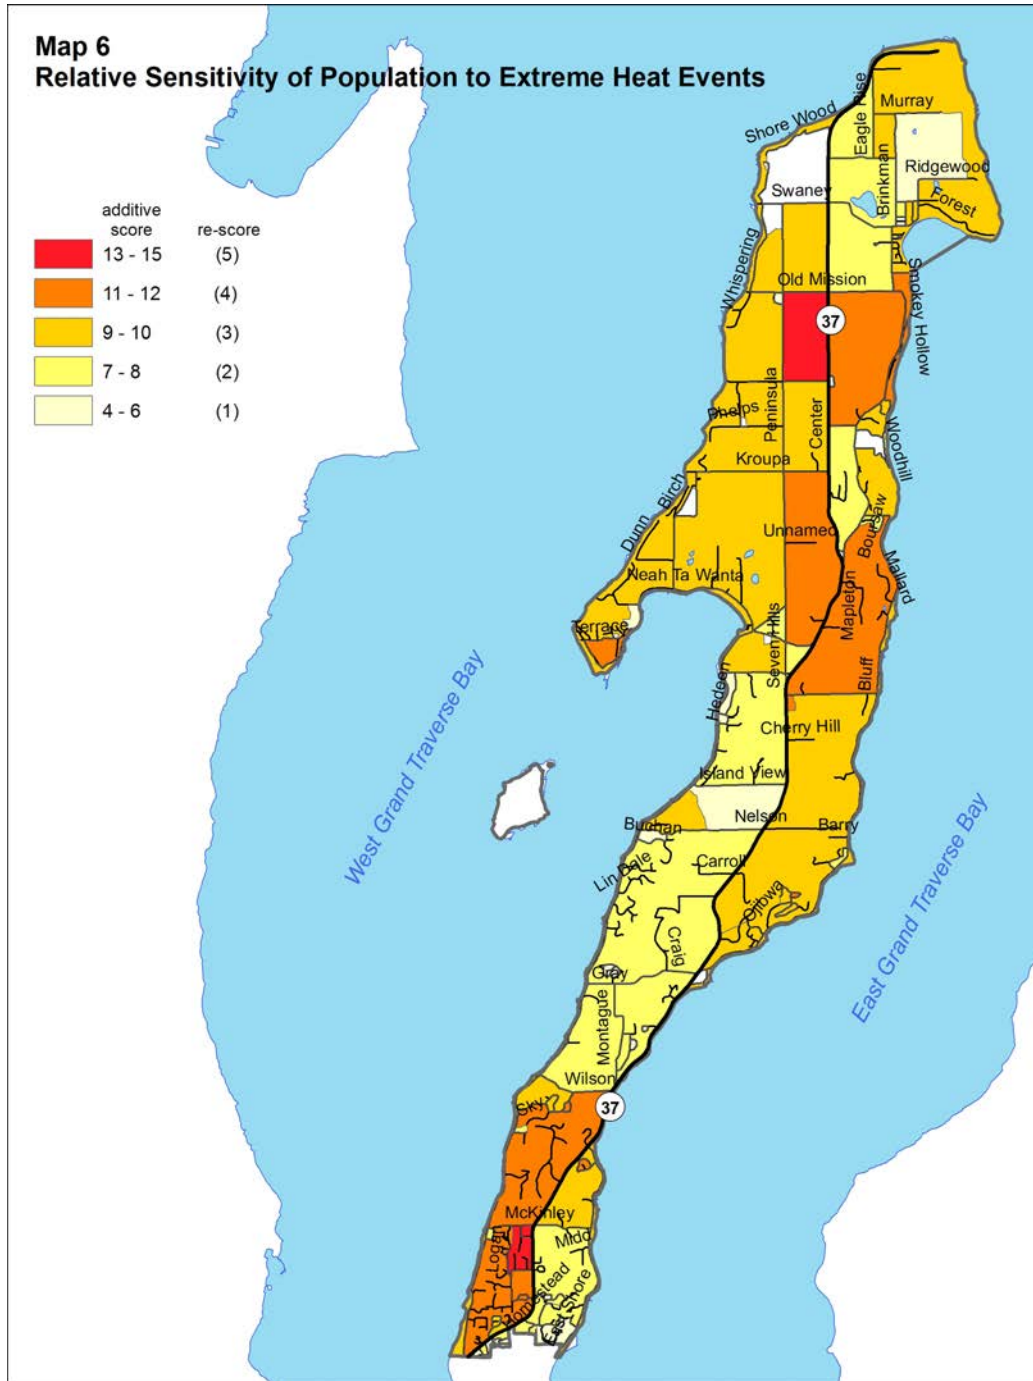 Map 6
Relative Sensitivity of Population to Extreme Heat Events
additive
score
re-score
13 - 15
(5)
11 - 12
(4)
9 - 10
(3)
7 - 8
(2)
4 - 6
(1)
Shore Wood
Eagle Rise
Murray
Brinkman
Ridgewood
Swaney
Forest
Whispering
Old Mission
Smokey Hollow
37
Peninsula
Phelps
Center
Woodhill
Kroupa
Birch
Dunn
Unnamed
Boursaw
Mallard
Neah Ta Wanta
Mapleton
Terrace
Seven Hills
Bluff
Hedeen
Cherry Hill
Island View
Nelson
Buchan
Barry
Carroll
Lin Dale
Ojibwa
Craig
Gray
Montague
Wilson
Sky
37
McKinley
Logan
Midd
Homestead
East Shore
West Grand Traverse Bay
East Grand Traverse Bay